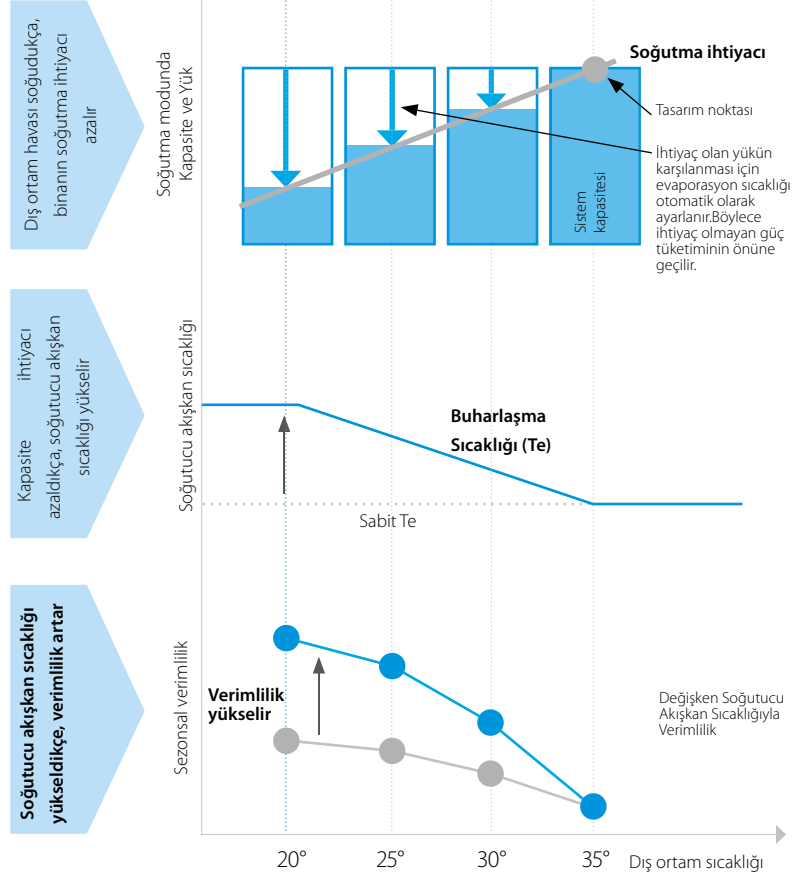 Dış ortam havası soğudukça,
binanın soğutma ihtiyacı
azalır
Soğutma modunda
Kapasite ve Yük
Soğutma ihtiyacı
Tasarım noktası
İhtiyaç olan yükün
karşılanması için
evaporasyon sıcaklığı
otomatik olarak
ayarlanır.Böylece
ihtiyaç olmayan güç
tüketiminin önüne
geçilir.
Sistem
kapasitesi
Kapasite ihtiyacı
azaldıkça, soğutucu akışkan
sıcaklığı yükselir
Soğutucu akışkan sıcaklığı
Buharlaşma
Sıcaklığı (Te)
Sabit Te
Soğutucu akışkan sıcaklığı
yükseldikçe, verimlilik artar
Sezonsal verimlilik
Verimlilik
yükselir
Değişken Soğutucu
Akışkan Sıcaklığıyla
Verimlilik
20° 25° 30° 35° Dış ortam sıcaklığı